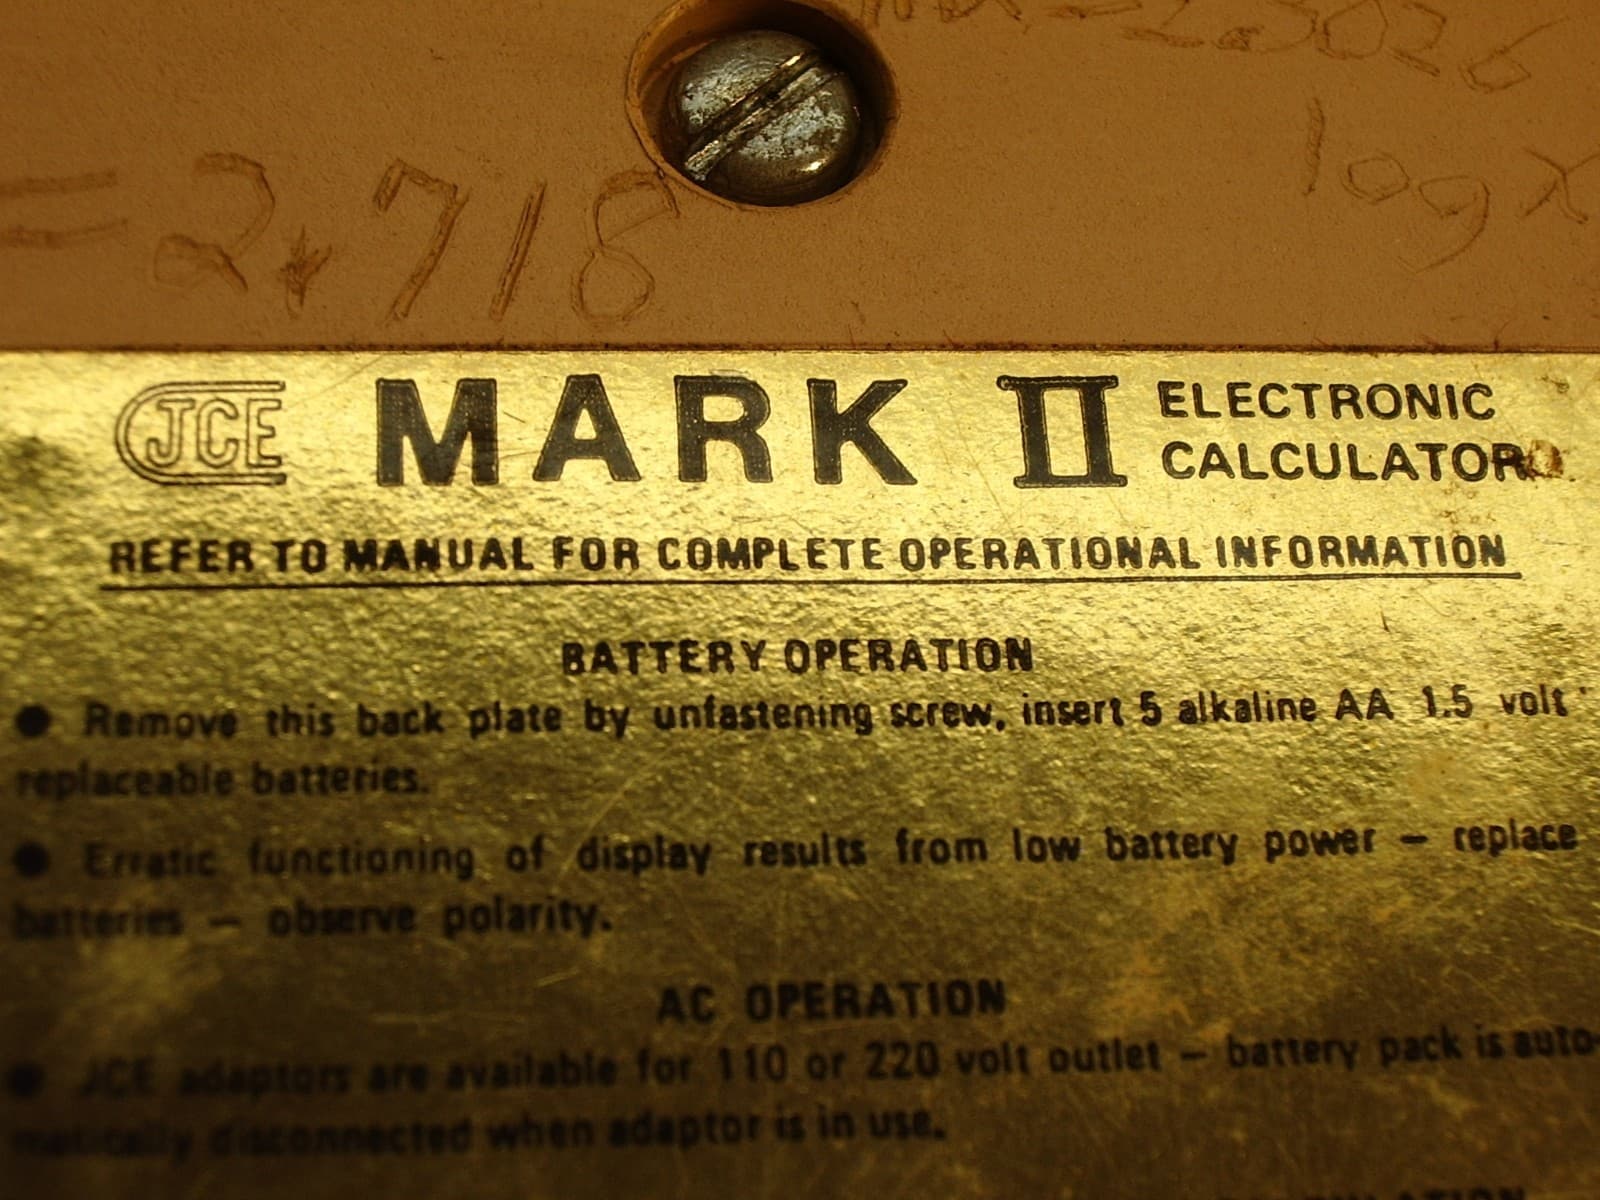 = 2.3026
log x
= 2.718
JCE MARK II ELECTRONIC
CALCULATOR
REFER TO MANUAL FOR COMPLETE OPERATIONAL INFORMATION
BATTERY OPERATION
● Remove this back plate by unfastening screw, insert 5 alkaline AA 1.5 volt
replaceable batteries.
● Erratic functioning of display results from low battery power – replace
batteries – observe polarity.
AC OPERATION
● JCE adaptors are available for 110 or 220 volt outlet – battery pack is auto-
matically disconnected when adaptor is in use.